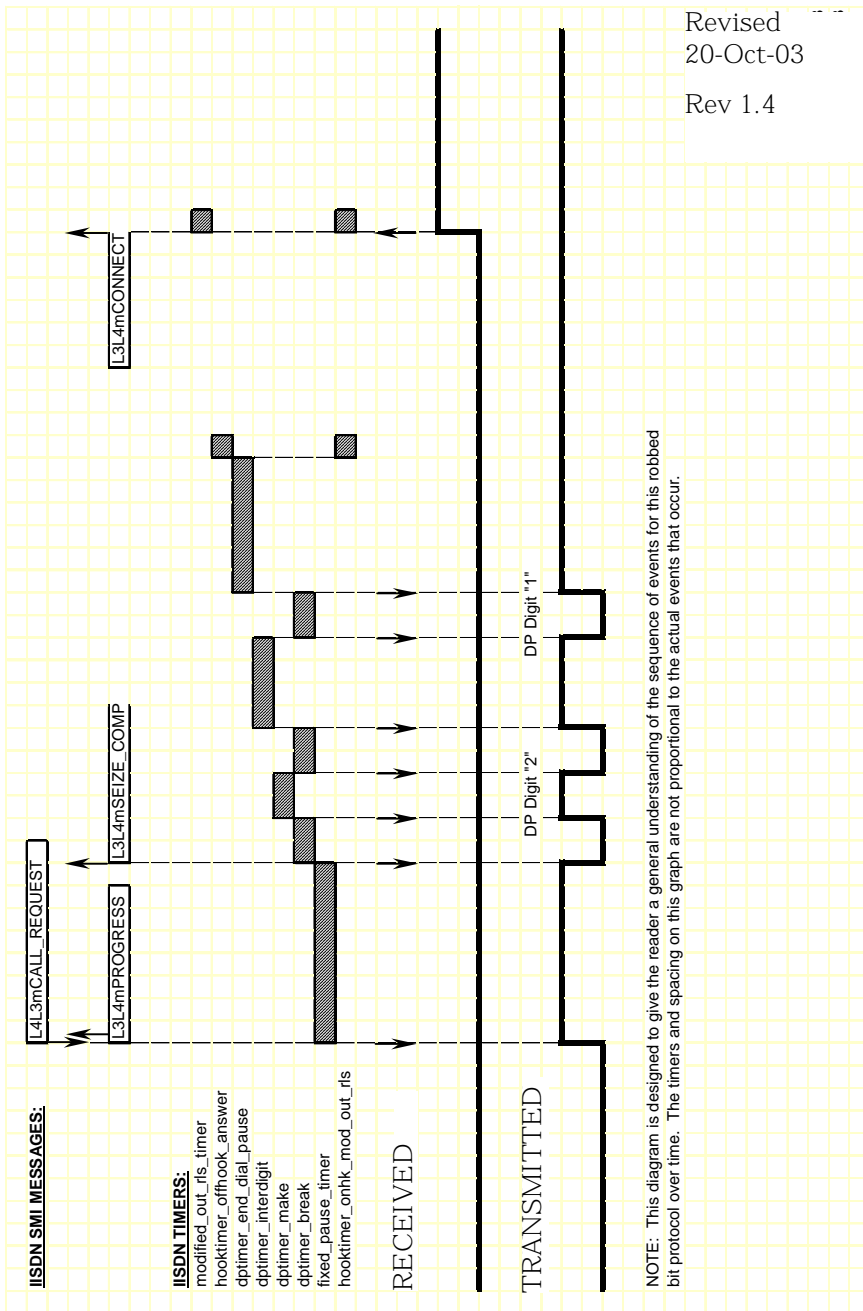 Revised
20-Oct-03
Rev 1.4
IISDN SMI MESSAGES:
L4L3mCALL_REQUEST
L3L4mPROGRESS
L3L4mSEIZE_COMP
L3L4mCONNECT
IISDN TIMERS:
modified_out_rls_timer
hooktimer_offhook_answer
dptimer_end_dial_pause
dptimer_interdigit
dptimer_make
dptimer_break
fixed_pause_timer
hooktimer_onhk_mod_out_rls
RECEIVED
TRANSMITTED
DP Digit "2"
DP Digit "1"
NOTE: This diagram is designed to give the reader a general understanding of the sequence of events for this robbed
bit protocol over time. The timers and spacing on this graph are not proportional to the actual events that occur.